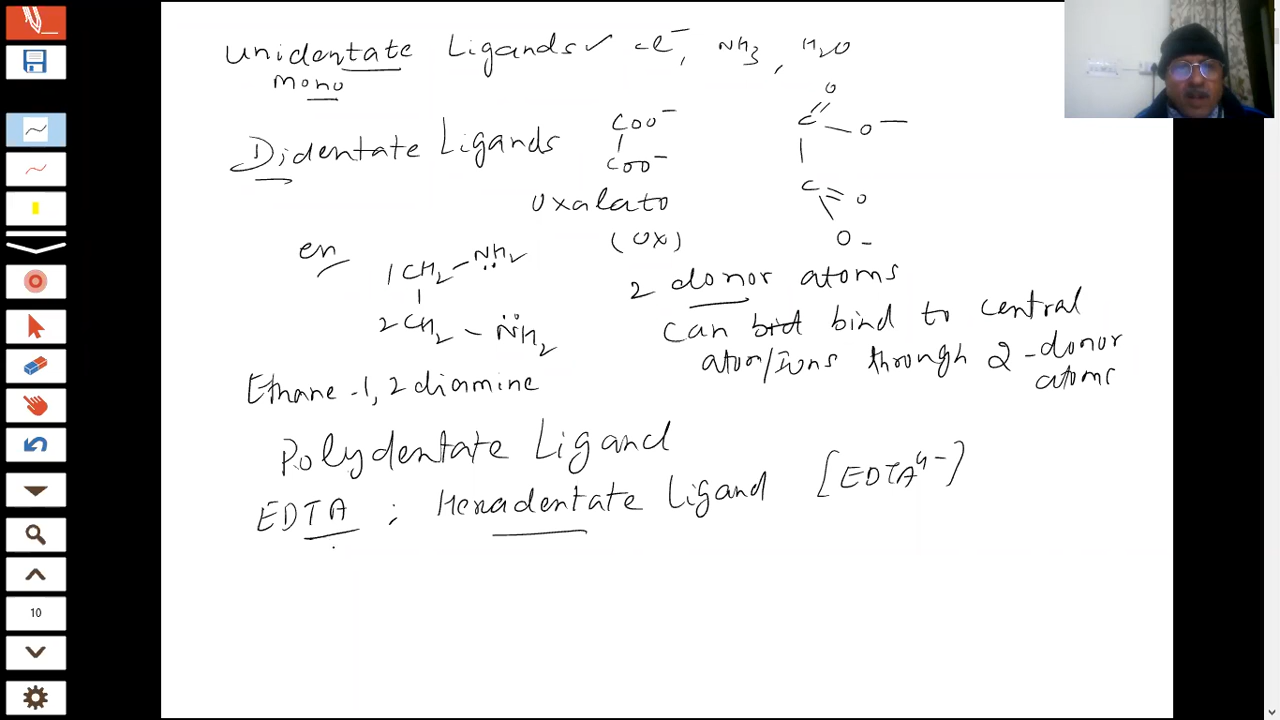 Unidentate Ligands ✓ Cl⁻, NH3, H2O
mono
Didentate Ligands
COO⁻
COO⁻
O
C — O —
C = O
O -
Oxalato
(OX)
en
1CH2 — NH2
2CH2 — NH2
Ethane -1, 2 diamine
2 donor atoms
can bind to central
atom/Ions through 2 - donor
atoms
Polydentate Ligand
EDTA ; Hexadentate Ligand [EDTA⁴⁻]
10